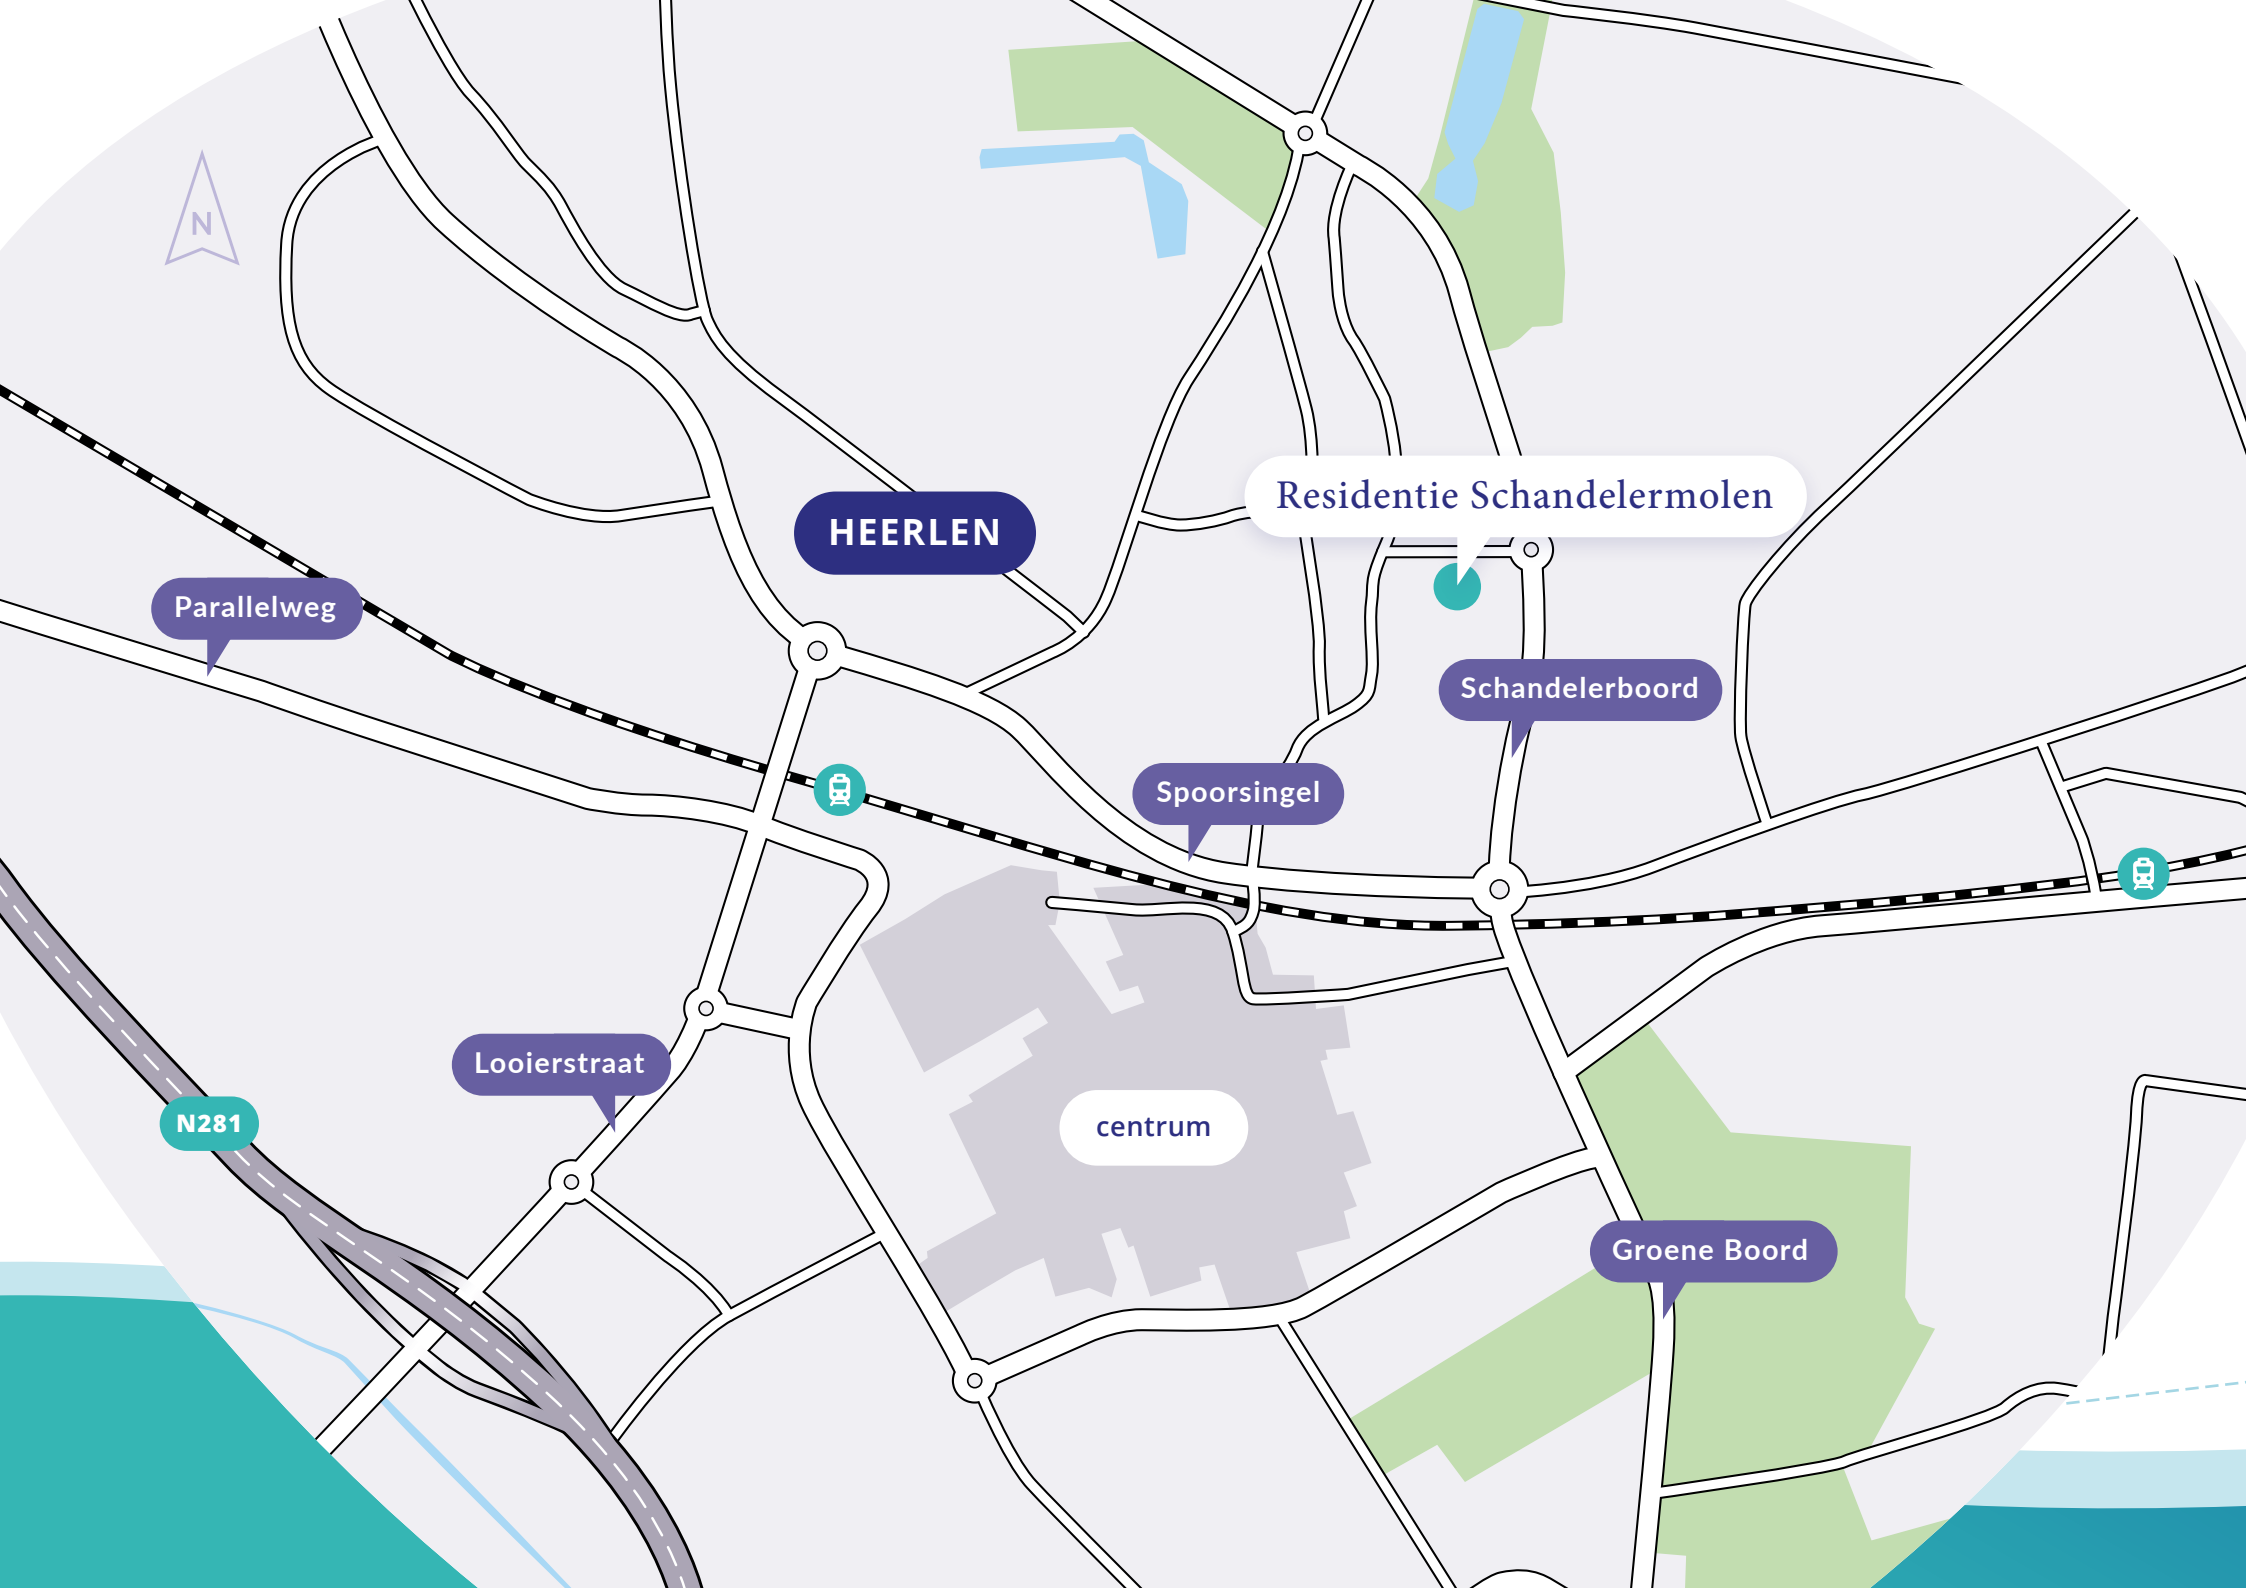 N
Residentie Schandelermolen
HEERLEN
Parallelweg
Schandelerboord
Spoorsingel
Looierstraat
N281
centrum
Groene Boord